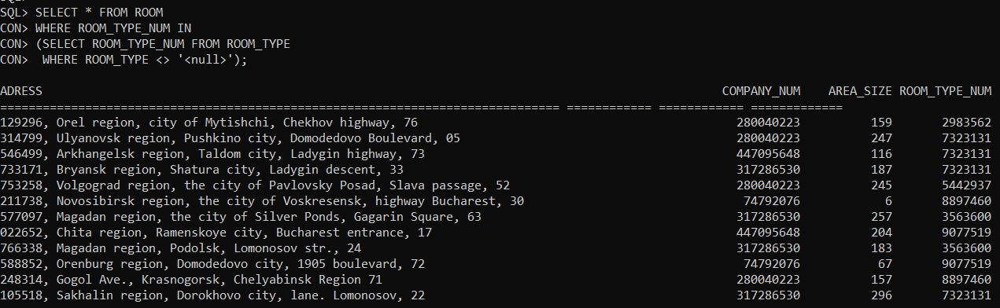 SQL> SELECT * FROM ROOM
CON> WHERE ROOM_TYPE_NUM IN
CON> (SELECT ROOM_TYPE_NUM FROM ROOM_TYPE
CON>  WHERE ROOM_TYPE <> '<null>');
ADRESS COMPANY_NUM AREA_SIZE ROOM_TYPE_NUM
=============================================================================== ============ ============ =============
129296, Orel region, city of Mytishchi, Chekhov highway, 76 280040223 159 2983562
314799, Ulyanovsk region, Pushkino city, Domodedovo Boulevard, 05 280040223 247 7323131
546499, Arkhangelsk region, Taldom city, Ladygin highway, 73 447095648 116 7323131
733171, Bryansk region, Shatura city, Ladygin descent, 33 317286530 187 7323131
753258, Volgograd region, the city of Pavlovsky Posad, Slava passage, 52 280040223 245 5442937
211738, Novosibirsk region, the city of Voskresensk, highway Bucharest, 30 74792076 6 8897460
577097, Magadan region, the city of Silver Ponds, Gagarin Square, 63 317286530 257 3563600
022652, Chita region, Ramenskoye city, Bucharest entrance, 17 447095648 204 9077519
766338, Magadan region, Podolsk, Lomonosov str., 24 317286530 183 3563600
588852, Orenburg region, Domodedovo city, 1905 boulevard, 72 74792076 67 9077519
248314, Gogol Ave., Krasnogorsk, Chelyabinsk Region 71 280040223 157 8897460
105518, Sakhalin region, Dorokhovo city, lane. Lomonosov, 22 317286530 296 7323131